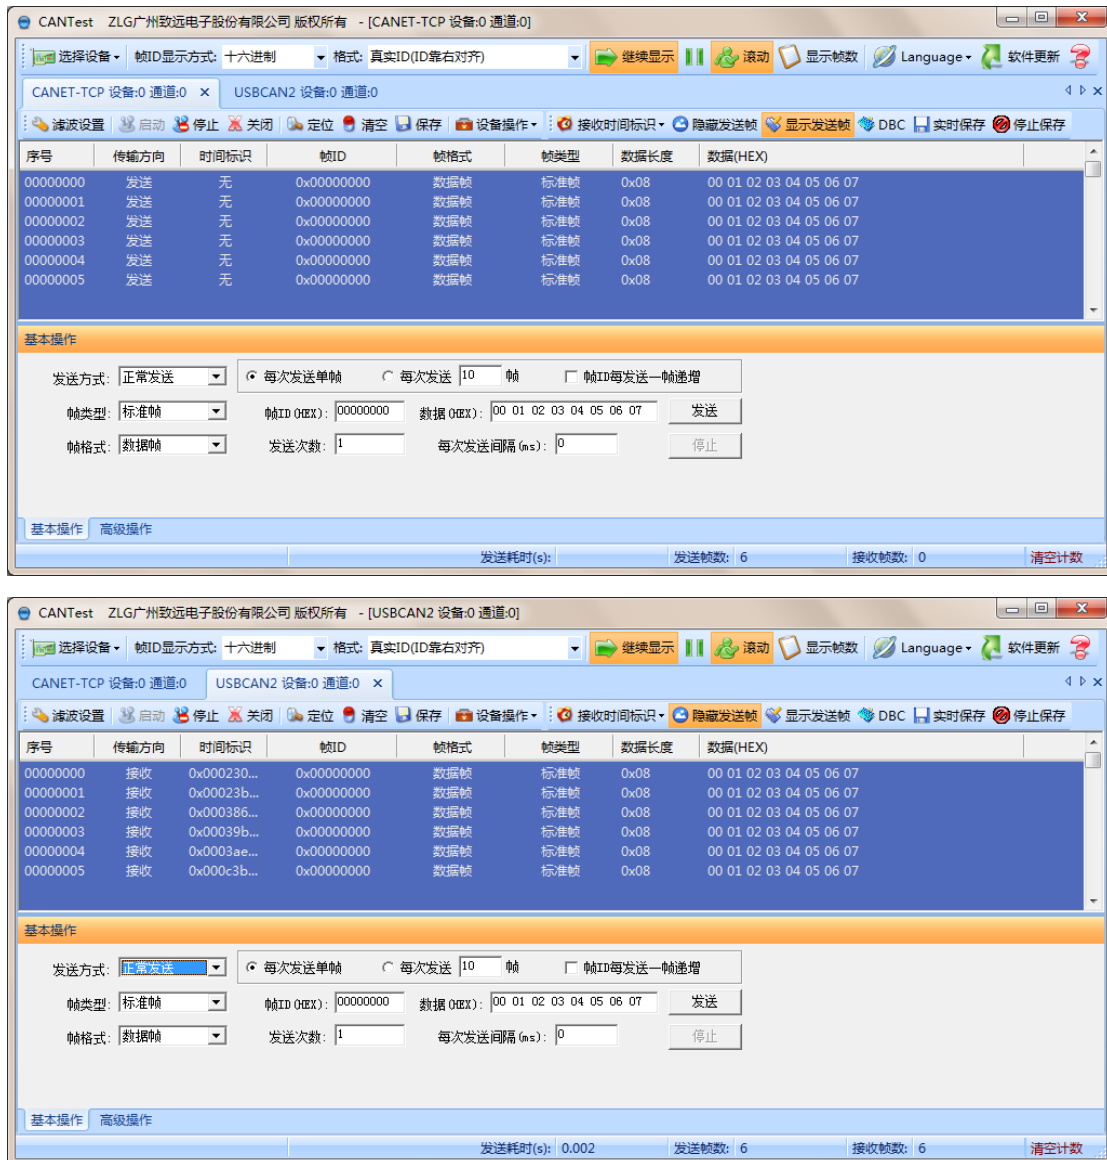 CANTest ZLG广州致远电子股份有限公司 版权所有 - [CANET-TCP 设备:0 通道:0]
选择设备 帧ID显示方式: 十六进制 格式: 真实ID(ID靠右对齐) 继续显示 滚动 显示帧数 Language 软件更新
CANET-TCP 设备:0 通道:0 × USBCAN2 设备:0 通道:0
滤波设置 启动 停止 关闭 定位 清空 保存 设备操作 接收时间标识 隐藏发送帧 显示发送帧 DBC 实时保存 停止保存
序号 传输方向 时间标识 帧ID 帧格式 帧类型 数据长度 数据(HEX)
00000000 发送 无 0x00000000 数据帧 标准帧 0x08 00 01 02 03 04 05 06 07
00000001 发送 无 0x00000000 数据帧 标准帧 0x08 00 01 02 03 04 05 06 07
00000002 发送 无 0x00000000 数据帧 标准帧 0x08 00 01 02 03 04 05 06 07
00000003 发送 无 0x00000000 数据帧 标准帧 0x08 00 01 02 03 04 05 06 07
00000004 发送 无 0x00000000 数据帧 标准帧 0x08 00 01 02 03 04 05 06 07
00000005 发送 无 0x00000000 数据帧 标准帧 0x08 00 01 02 03 04 05 06 07
基本操作
发送方式: 正常发送 每次发送单帧 每次发送 10 帧 帧ID每发送一帧递增
帧类型: 标准帧 帧ID(HEX): 00000000 数据(HEX): 00 01 02 03 04 05 06 07 发送
帧格式: 数据帧 发送次数: 1 每次发送间隔(ms): 0 停止
基本操作 高级操作
发送耗时(s): 发送帧数: 6 接收帧数: 0 清空计数
CANTest ZLG广州致远电子股份有限公司 版权所有 - [USBCAN2 设备:0 通道:0]
选择设备 帧ID显示方式: 十六进制 格式: 真实ID(ID靠右对齐) 继续显示 滚动 显示帧数 Language 软件更新
CANET-TCP 设备:0 通道:0 USBCAN2 设备:0 通道:0 ×
滤波设置 启动 停止 关闭 定位 清空 保存 设备操作 接收时间标识 隐藏发送帧 显示发送帧 DBC 实时保存 停止保存
序号 传输方向 时间标识 帧ID 帧格式 帧类型 数据长度 数据(HEX)
00000000 接收 0x000230... 0x00000000 数据帧 标准帧 0x08 00 01 02 03 04 05 06 07
00000001 接收 0x00023b... 0x00000000 数据帧 标准帧 0x08 00 01 02 03 04 05 06 07
00000002 接收 0x000386... 0x00000000 数据帧 标准帧 0x08 00 01 02 03 04 05 06 07
00000003 接收 0x00039b... 0x00000000 数据帧 标准帧 0x08 00 01 02 03 04 05 06 07
00000004 接收 0x0003ae... 0x00000000 数据帧 标准帧 0x08 00 01 02 03 04 05 06 07
00000005 接收 0x000c3b... 0x00000000 数据帧 标准帧 0x08 00 01 02 03 04 05 06 07
基本操作
发送方式: 正常发送 每次发送单帧 每次发送 10 帧 帧ID每发送一帧递增
帧类型: 标准帧 帧ID(HEX): 00000000 数据(HEX): 00 01 02 03 04 05 06 07 发送
帧格式: 数据帧 发送次数: 1 每次发送间隔(ms): 0 停止
基本操作 高级操作
发送耗时(s): 0.002 发送帧数: 6 接收帧数: 6 清空计数